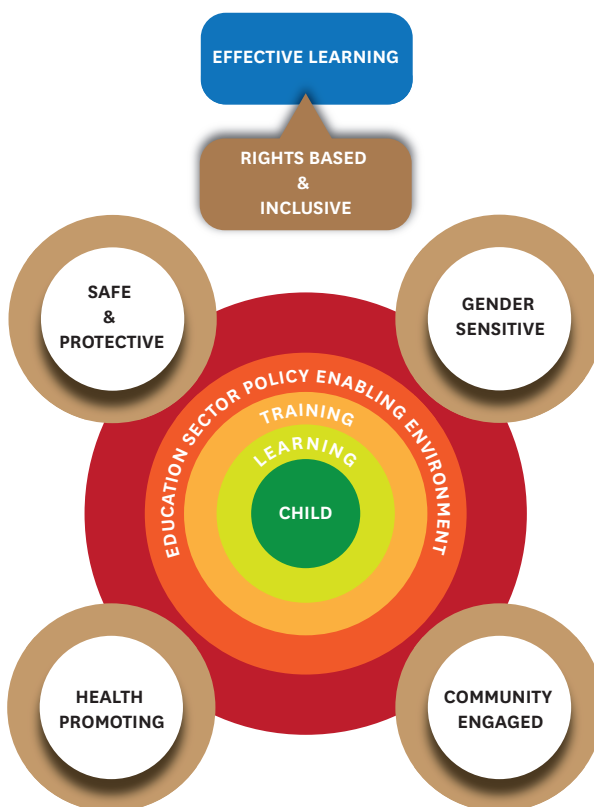 EFFECTIVE LEARNING
RIGHTS BASED
&
INCLUSIVE
SAFE
&
PROTECTIVE
GENDER
SENSITIVE
EDUCATION SECTOR POLICY ENABLING ENVIRONMENT
TRAINING
LEARNING
CHILD
HEALTH
PROMOTING
COMMUNITY
ENGAGED